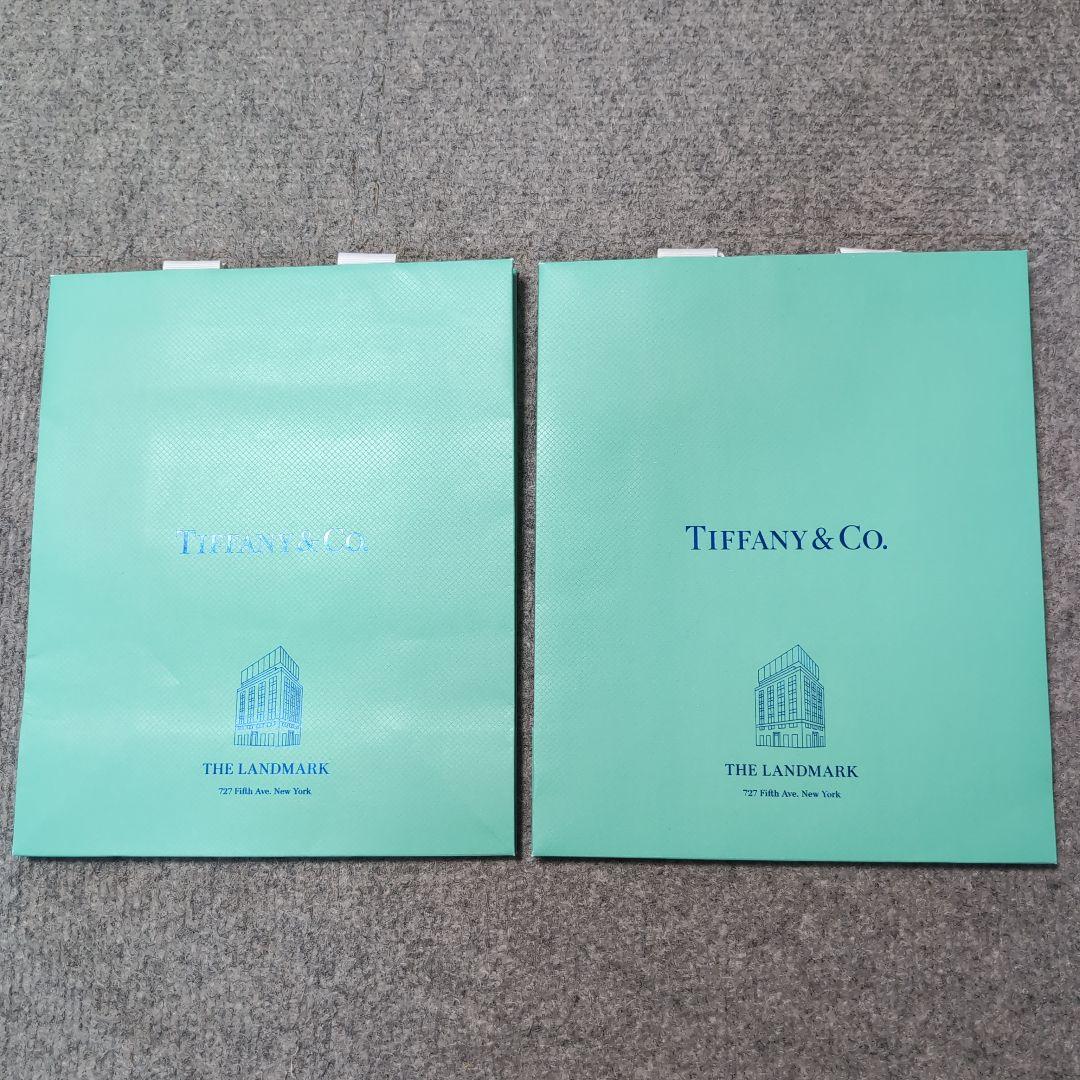 TIFFANY & CO.
THE LANDMARK
727 Fifth Ave. New York
TIFFANY & CO.
THE LANDMARK
727 Fifth Ave. New York